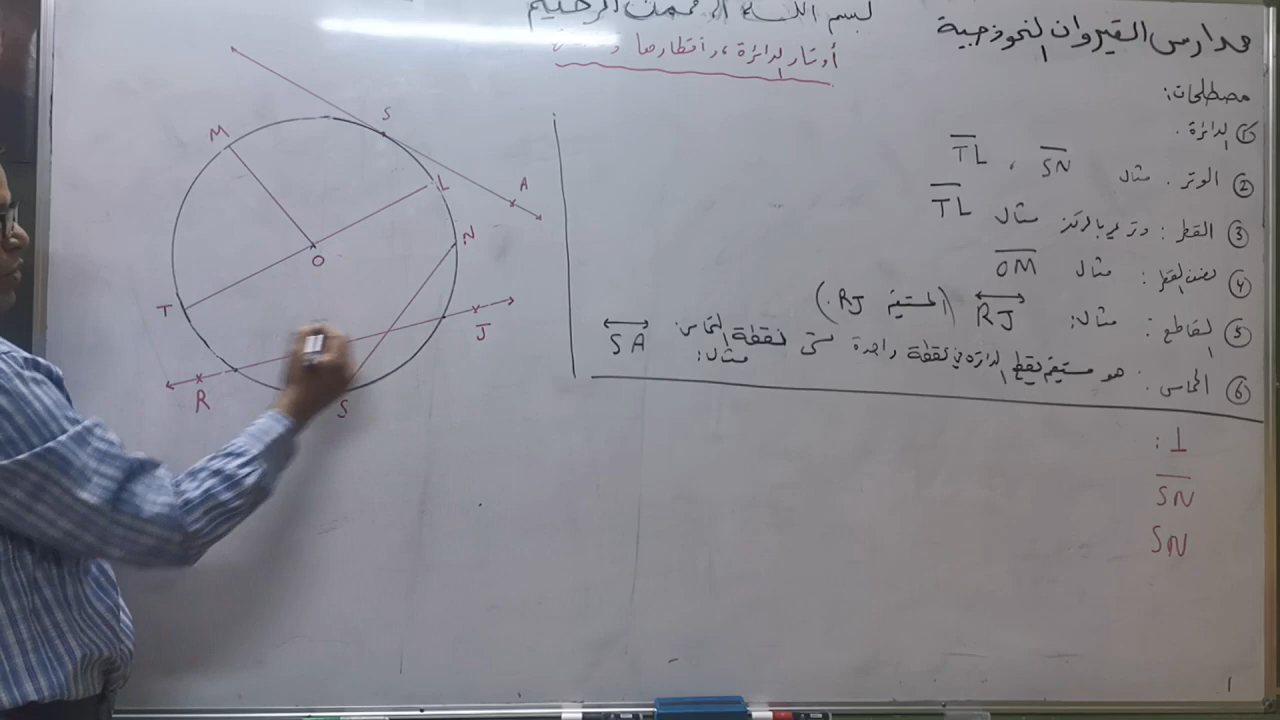 بسم الله الرحمن الرحيم
مدارس القيروان النموذجية
أوتار الدائرة، وأقطارها
مصطلحات:
① الدائرة.
② الوتر. مثال SN ، TL
③ القطر: وتر يمر بالمركز مثال TL
④ نصف القطر: مثال OM
⑤ القاطع: مثال: RJ (المستقيم RJ)
⑥ المماس: هو مستقيم يقطع الدائرة في نقطة واحدة تسمى نقطة التماس. مثال: SA
⊥ :
SN
SN
1
S
M
L
A
N
O
T
J
R
S